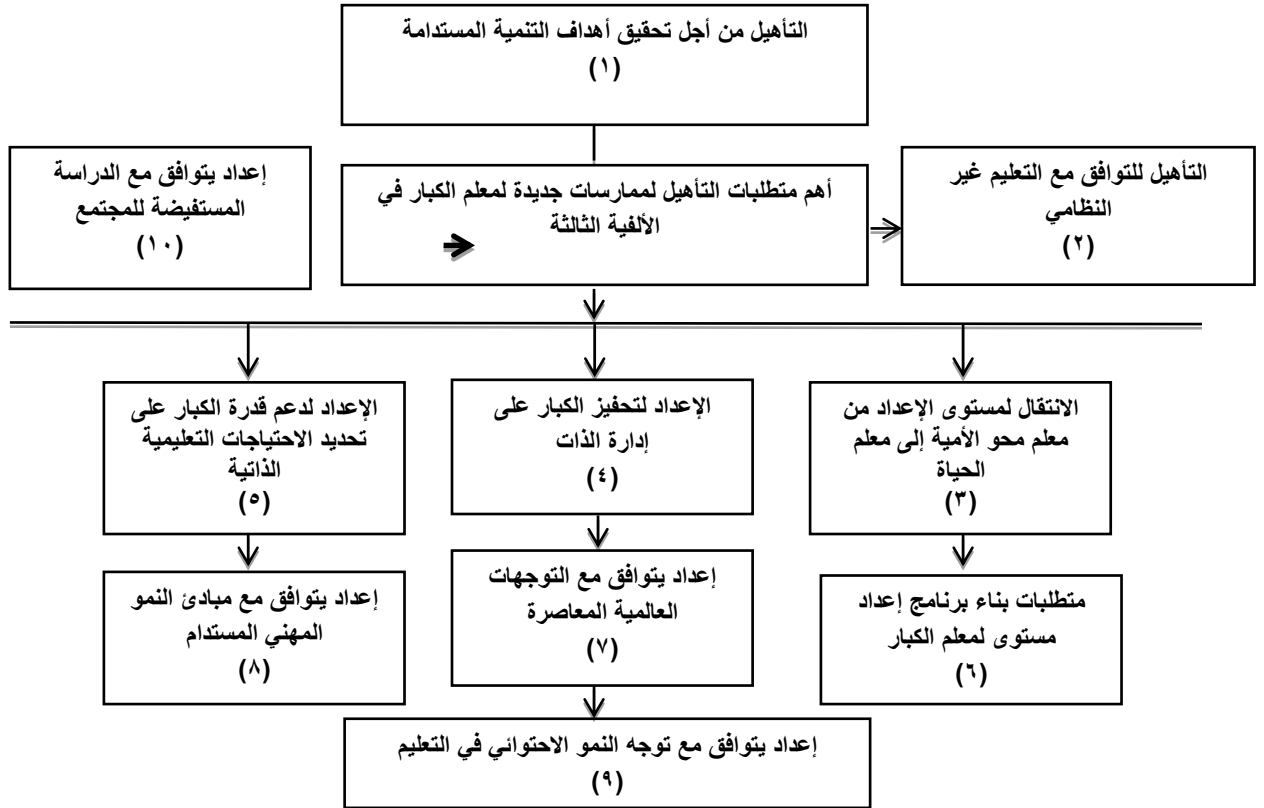 التأهيل من أجل تحقيق أهداف التنمية المستدامة
(١)
أهم متطلبات التأهيل لممارسات جديدة لمعلم الكبار في
الألفية الثالثة
التأهيل للتوافق مع التعليم غير
النظامي
(٢)
إعداد يتوافق مع الدراسة
المستفيضة للمجتمع
(١٠)
الانتقال لمستوى الإعداد من
معلم محو الأمية إلى معلم
الحياة
(٣)
الإعداد لتحفيز الكبار على
إدارة الذات
(٤)
الإعداد لدعم قدرة الكبار على
تحديد الاحتياجات التعليمية
الذاتية
(٥)
متطلبات بناء برنامج إعداد
مستوى لمعلم الكبار
(٦)
إعداد يتوافق مع التوجهات
العالمية المعاصرة
(٧)
إعداد يتوافق مع مبادئ النمو
المهني المستدام
(٨)
إعداد يتوافق مع توجه النمو الاحتوائي في التعليم
(٩)